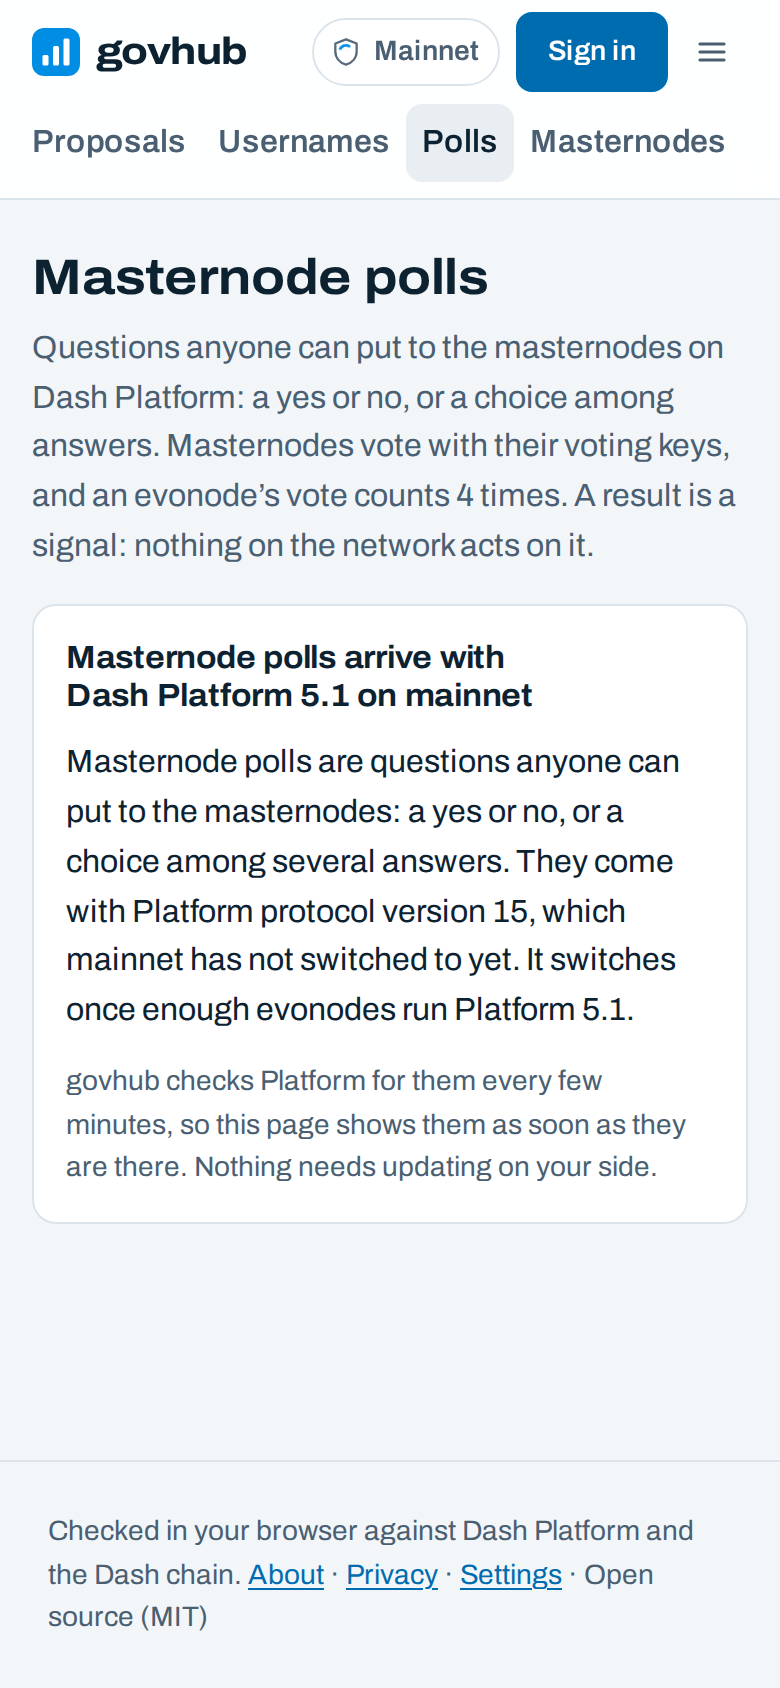 govhub
Mainnet
Sign in
Proposals
Usernames
Polls
Masternodes
Masternode polls
Questions anyone can put to the masternodes on
Dash Platform: a yes or no, or a choice among
answers. Masternodes vote with their voting keys,
and an evonode’s vote counts 4 times. A result is a
signal: nothing on the network acts on it.
Masternode polls arrive with
Dash Platform 5.1 on mainnet
Masternode polls are questions anyone can
put to the masternodes: a yes or no, or a
choice among several answers. They come
with Platform protocol version 15, which
mainnet has not switched to yet. It switches
once enough evonodes run Platform 5.1.
govhub checks Platform for them every few
minutes, so this page shows them as soon as they
are there. Nothing needs updating on your side.
Checked in your browser against Dash Platform and
the Dash chain. About · Privacy · Settings · Open
source (MIT)